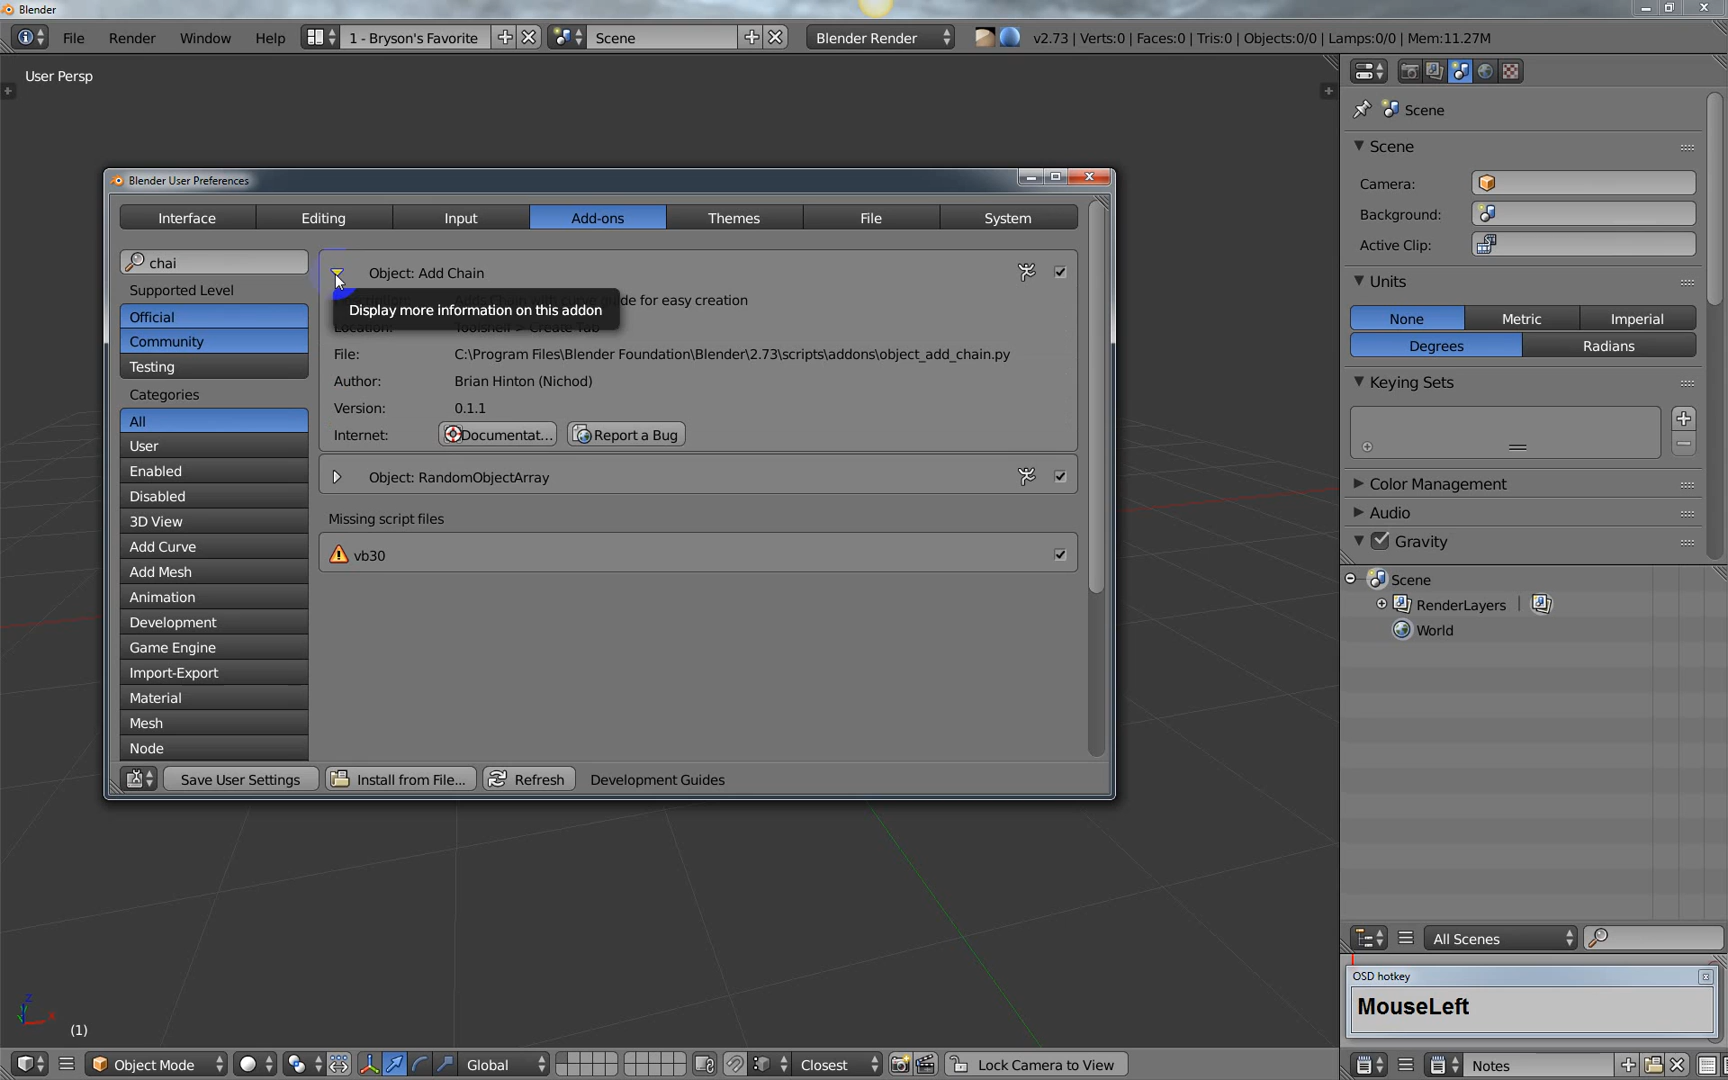 Blender
File Render Window Help 1 - Bryson's Favorite Scene Blender Render v2.73 | Verts:0 | Faces:0 | Tris:0 | Objects:0/0 | Lamps:0/0 | Mem:11.27M
User Persp
Blender User Preferences
Interface Editing Input Add-ons Themes File System
chai
Supported Level
Official
Community
Testing
Categories
All
User
Enabled
Disabled
3D View
Add Curve
Add Mesh
Animation
Development
Game Engine
Import-Export
Material
Mesh
Node
Object: Add Chain
de for easy creation
Display more information on this addon
Toolshelf > Create Tab
File: C:\Program Files\Blender Foundation\Blender\2.73\scripts\addons\object_add_chain.py
Author: Brian Hinton (Nichod)
Version: 0.1.1
Internet: Documentat... Report a Bug
Object: RandomObjectArray
Missing script files
vb30
Save User Settings Install from File... Refresh Development Guides
Scene
Scene
Camera:
Background:
Active Clip:
Units
None Metric Imperial
Degrees Radians
Keying Sets
Color Management
Audio
Gravity
Scene
RenderLayers
World
All Scenes
OSD hotkey
MouseLeft
Z
Y
X
(1)
Object Mode Global Closest Lock Camera to View
Notes